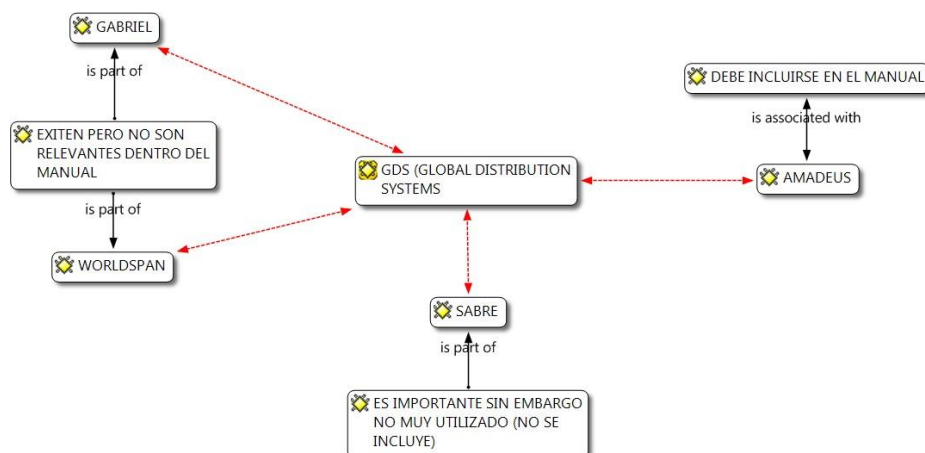 GABRIEL
is part of
DEBE INCLUIRSE EN EL MANUAL
is associated with
EXITEN PERO NO SON
RELEVANTES DENTRO DEL
MANUAL
GDS (GLOBAL DISTRIBUTION
SYSTEMS
AMADEUS
is part of
WORLDSPAN
SABRE
is part of
ES IMPORTANTE SIN EMBARGO
NO MUY UTILIZADO (NO SE
INCLUYE)